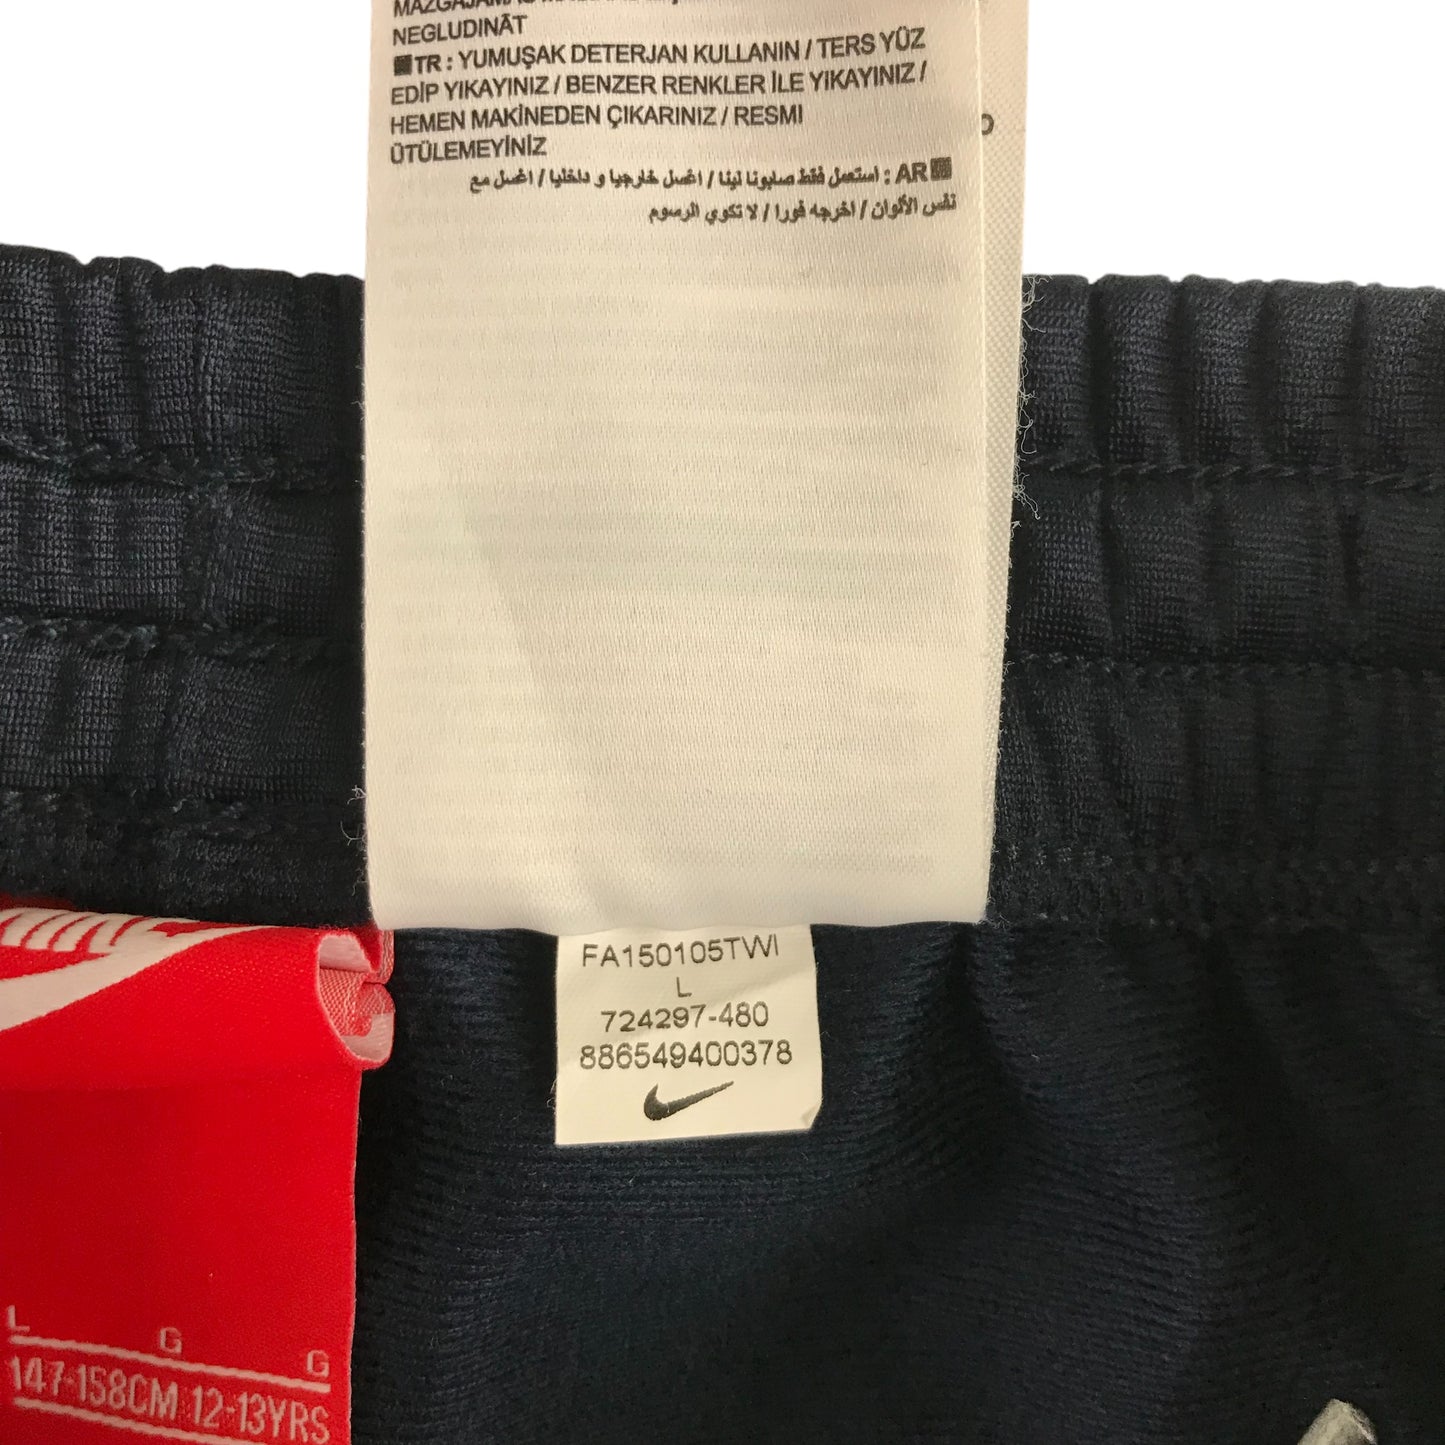 NEGLUDINĀT
TR : YUMUŞAK DETERJAN KULLANIN / TERS YÜZ
EDİP YIKAYINIZ / BENZER RENKLER İLE YIKAYINIZ /
HEMEN MAKİNEDEN ÇIKARINIZ / RESMI
ÜTÜLEMEYİNİZ
AR : استعمل فقط صابونا لينا / اغسل خارجيا و داخليا / اغسل مع
نفس الألوان / اخرجه فورا / لا تكوي الرسوم
FA150105TWI
L
724297-480
886549400378
L G G
147-158CM 12-13YRS